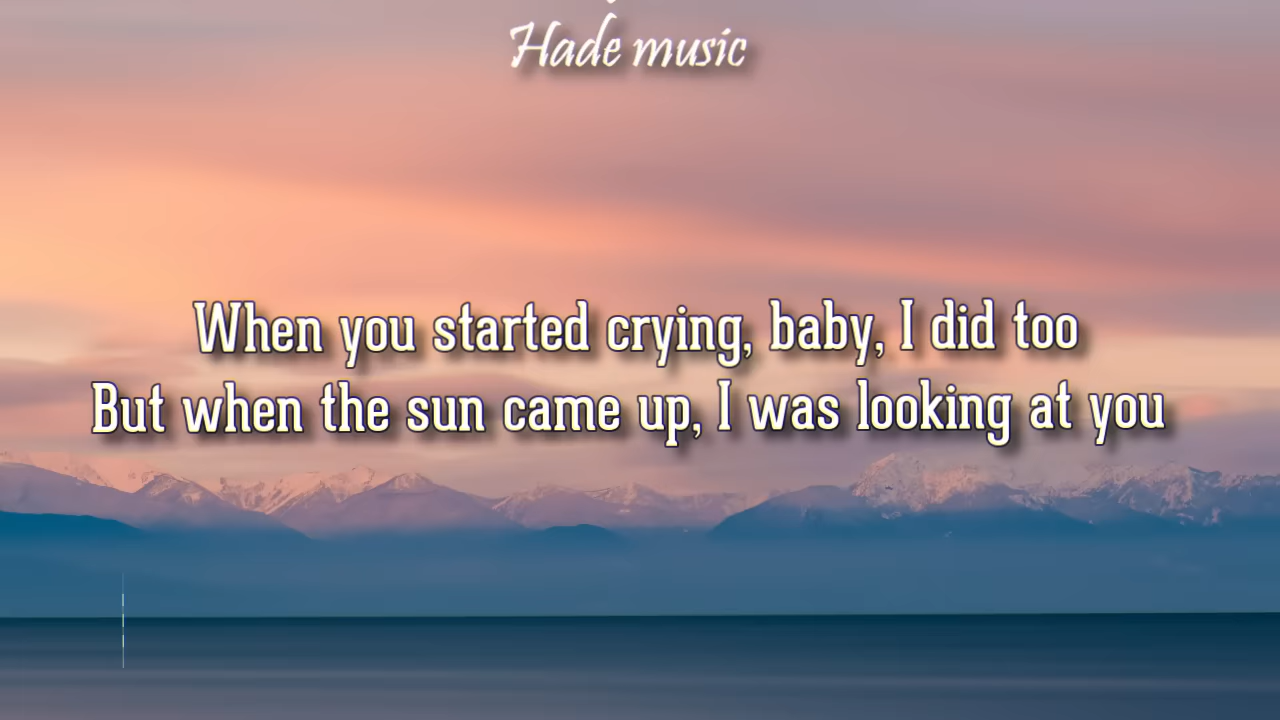 Hade music
When you started crying, baby, I did too
But when the sun came up, I was looking at you